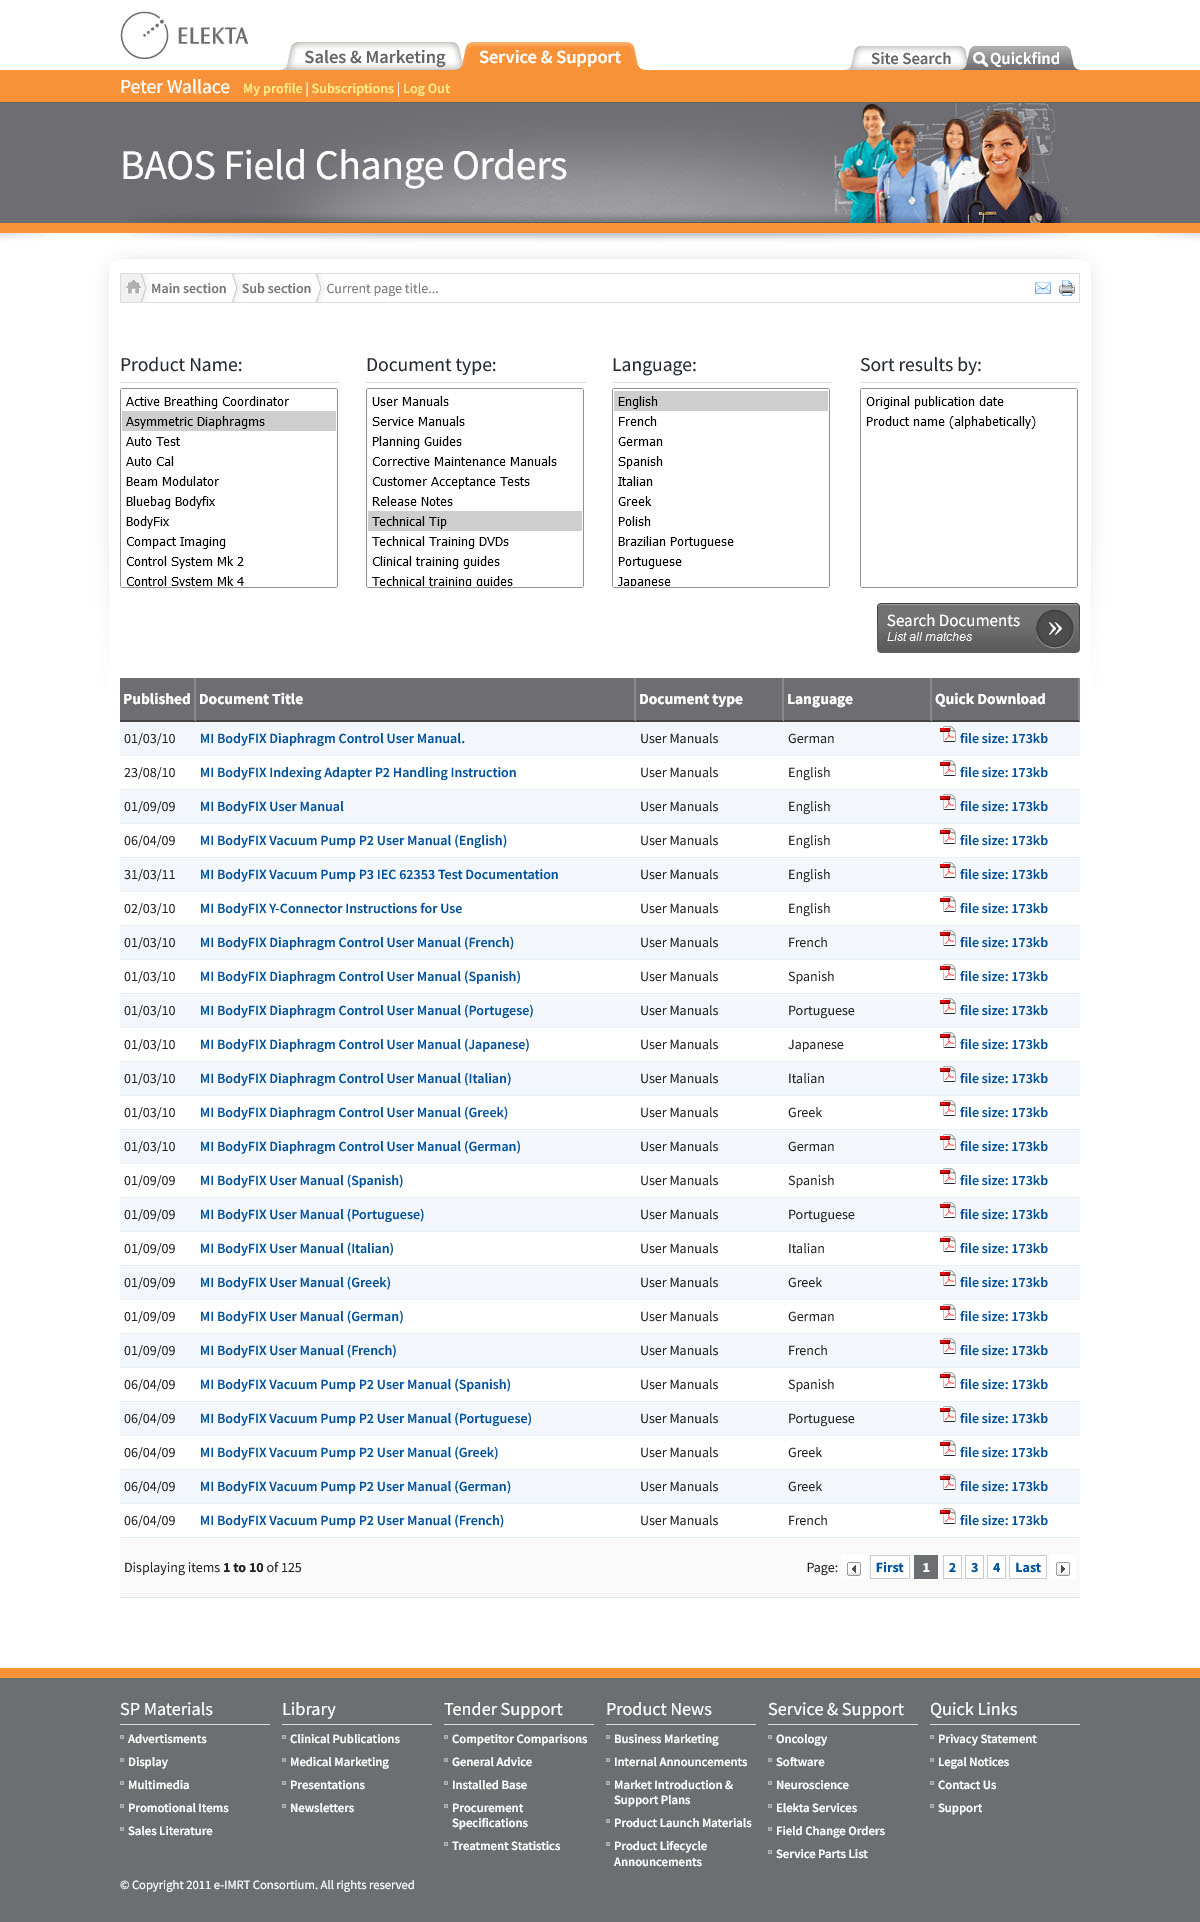 ELEKTA
Sales & Marketing
Service & Support
Site Search
Quickfind
Peter Wallace My profile | Subscriptions | Log Out
BAOS Field Change Orders
Main section Sub section Current page title...
Product Name: Document type: Language: Sort results by:
Active Breathing Coordinator
Asymmetric Diaphragms
Auto Test
Auto Cal
Beam Modulator
Bluebag Bodyfix
BodyFix
Compact Imaging
Control System Mk 2
Control System Mk 4
User Manuals
Service Manuals
Planning Guides
Corrective Maintenance Manuals
Customer Acceptance Tests
Release Notes
Technical Tip
Technical Training DVDs
Clinical training guides
Technical training guides
English
French
German
Spanish
Italian
Greek
Polish
Brazilian Portuguese
Portuguese
Japanese
Original publication date
Product name (alphabetically)
Search Documents
List all matches
»
Published Document Title Document type Language Quick Download
01/03/10 MI BodyFIX Diaphragm Control User Manual. User Manuals German file size: 173kb
23/08/10 MI BodyFIX Indexing Adapter P2 Handling Instruction User Manuals English file size: 173kb
01/09/09 MI BodyFIX User Manual User Manuals English file size: 173kb
06/04/09 MI BodyFIX Vacuum Pump P2 User Manual (English) User Manuals English file size: 173kb
31/03/11 MI BodyFIX Vacuum Pump P3 IEC 62353 Test Documentation User Manuals English file size: 173kb
02/03/10 MI BodyFIX Y-Connector Instructions for Use User Manuals English file size: 173kb
01/03/10 MI BodyFIX Diaphragm Control User Manual (French) User Manuals French file size: 173kb
01/03/10 MI BodyFIX Diaphragm Control User Manual (Spanish) User Manuals Spanish file size: 173kb
01/03/10 MI BodyFIX Diaphragm Control User Manual (Portugese) User Manuals Portuguese file size: 173kb
01/03/10 MI BodyFIX Diaphragm Control User Manual (Japanese) User Manuals Japanese file size: 173kb
01/03/10 MI BodyFIX Diaphragm Control User Manual (Italian) User Manuals Italian file size: 173kb
01/03/10 MI BodyFIX Diaphragm Control User Manual (Greek) User Manuals Greek file size: 173kb
01/03/10 MI BodyFIX Diaphragm Control User Manual (German) User Manuals German file size: 173kb
01/09/09 MI BodyFIX User Manual (Spanish) User Manuals Spanish file size: 173kb
01/09/09 MI BodyFIX User Manual (Portuguese) User Manuals Portuguese file size: 173kb
01/09/09 MI BodyFIX User Manual (Italian) User Manuals Italian file size: 173kb
01/09/09 MI BodyFIX User Manual (Greek) User Manuals Greek file size: 173kb
01/09/09 MI BodyFIX User Manual (German) User Manuals German file size: 173kb
01/09/09 MI BodyFIX User Manual (French) User Manuals French file size: 173kb
06/04/09 MI BodyFIX Vacuum Pump P2 User Manual (Spanish) User Manuals Spanish file size: 173kb
06/04/09 MI BodyFIX Vacuum Pump P2 User Manual (Portuguese) User Manuals Portuguese file size: 173kb
06/04/09 MI BodyFIX Vacuum Pump P2 User Manual (Greek) User Manuals Greek file size: 173kb
06/04/09 MI BodyFIX Vacuum Pump P2 User Manual (German) User Manuals Greek file size: 173kb
06/04/09 MI BodyFIX Vacuum Pump P2 User Manual (French) User Manuals French file size: 173kb
Displaying items 1 to 10 of 125 Page: First 1 2 3 4 Last
SP Materials
Advertisments
Display
Multimedia
Promotional Items
Sales Literature
Library
Clinical Publications
Medical Marketing
Presentations
Newsletters
Tender Support
Competitor Comparisons
General Advice
Installed Base
Procurement
Specifications
Treatment Statistics
Product News
Business Marketing
Internal Announcements
Market Introduction &
Support Plans
Product Launch Materials
Product Lifecycle
Announcements
Service & Support
Oncology
Software
Neuroscience
Elekta Services
Field Change Orders
Service Parts List
Quick Links
Privacy Statement
Legal Notices
Contact Us
Support
© Copyright 2011 e-IMRT Consortium. All rights reserved